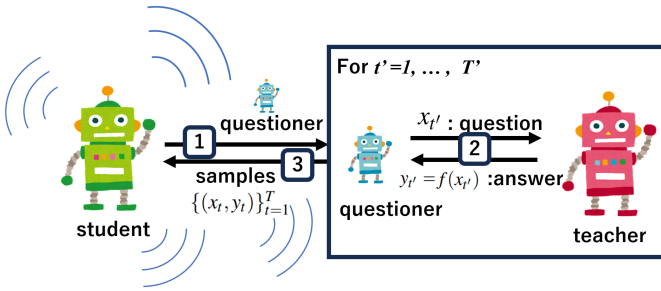 For t'=1, … , T'
questioner
x_{t'} : question
1
2
3
samples
y_{t'} = f(x_{t'}) :answer
{(x_t, y_t)}_{t=1}^T
questioner
student
teacher